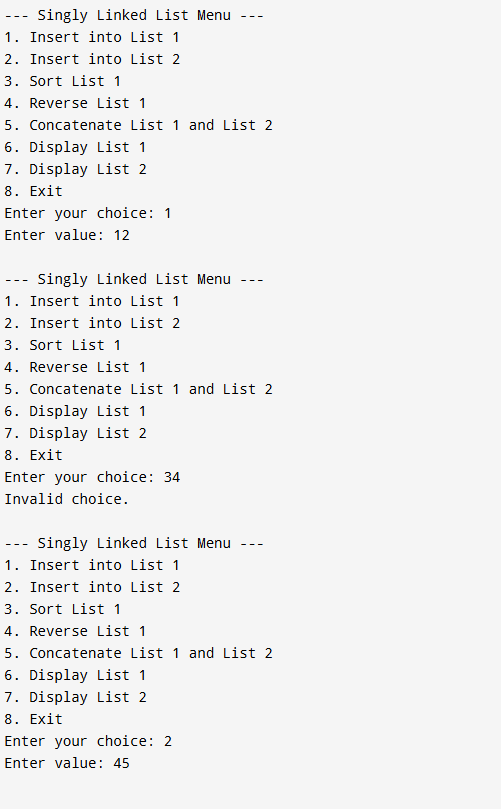 --- Singly Linked List Menu ---
1. Insert into List 1
2. Insert into List 2
3. Sort List 1
4. Reverse List 1
5. Concatenate List 1 and List 2
6. Display List 1
7. Display List 2
8. Exit
Enter your choice: 1
Enter value: 12

--- Singly Linked List Menu ---
1. Insert into List 1
2. Insert into List 2
3. Sort List 1
4. Reverse List 1
5. Concatenate List 1 and List 2
6. Display List 1
7. Display List 2
8. Exit
Enter your choice: 34
Invalid choice.

--- Singly Linked List Menu ---
1. Insert into List 1
2. Insert into List 2
3. Sort List 1
4. Reverse List 1
5. Concatenate List 1 and List 2
6. Display List 1
7. Display List 2
8. Exit
Enter your choice: 2
Enter value: 45